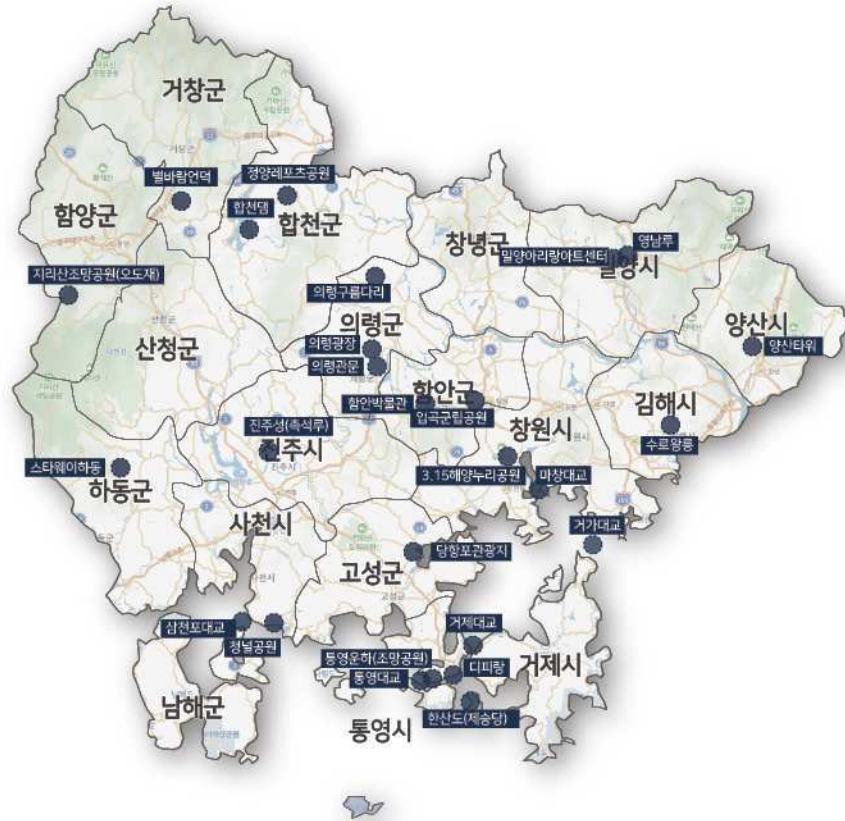 거창군
별바람언덕
정양레포츠공원
합천댐
함양군
합천군
창녕군
영남루
밀양아리랑아트센터
밀양시
지리산조망공원(오도재)
의령구름다리
의령군
양산시
양산타워
산청군
의령광장
의령관문
함안군
함안박물관
입곡군립공원
김해시
진주성(촉석루)
진주시
창원시
수로왕릉
스타웨이하동
3.15해양누리공원
마창대교
하동군
사천시
거가대교
당항포관광지
고성군
삼천포대교
청널공원
거제대교
통영운하(조망공원)
디피랑
통영대교
거제시
남해군
한산도(제승당)
통영시